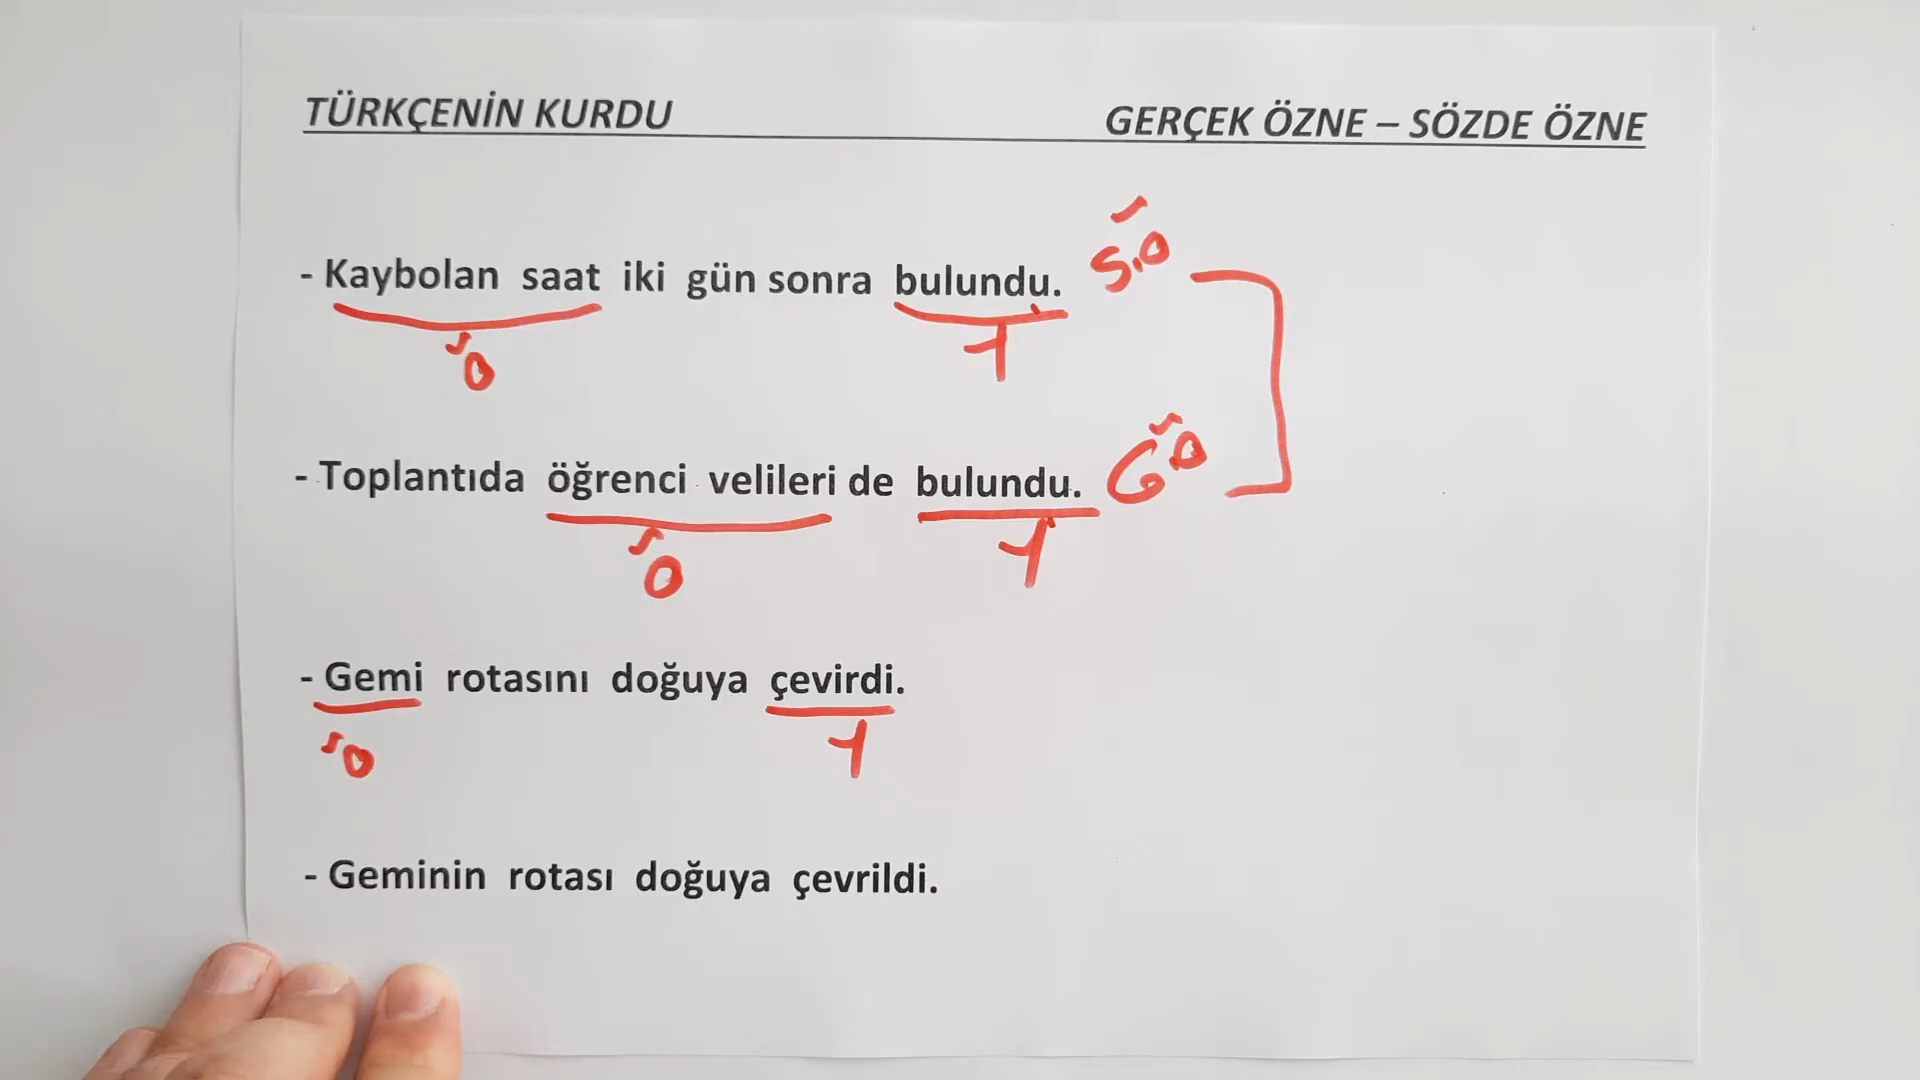 TÜRKÇENİN KURDU GERÇEK ÖZNE – SÖZDE ÖZNE
- Kaybolan saat iki gün sonra bulundu. S.Ö
Ö Y
- Toplantıda öğrenci velileri de bulundu. GÖ
Ö Y
- Gemi rotasını doğuya çevirdi.
Ö Y
- Geminin rotası doğuya çevrildi.